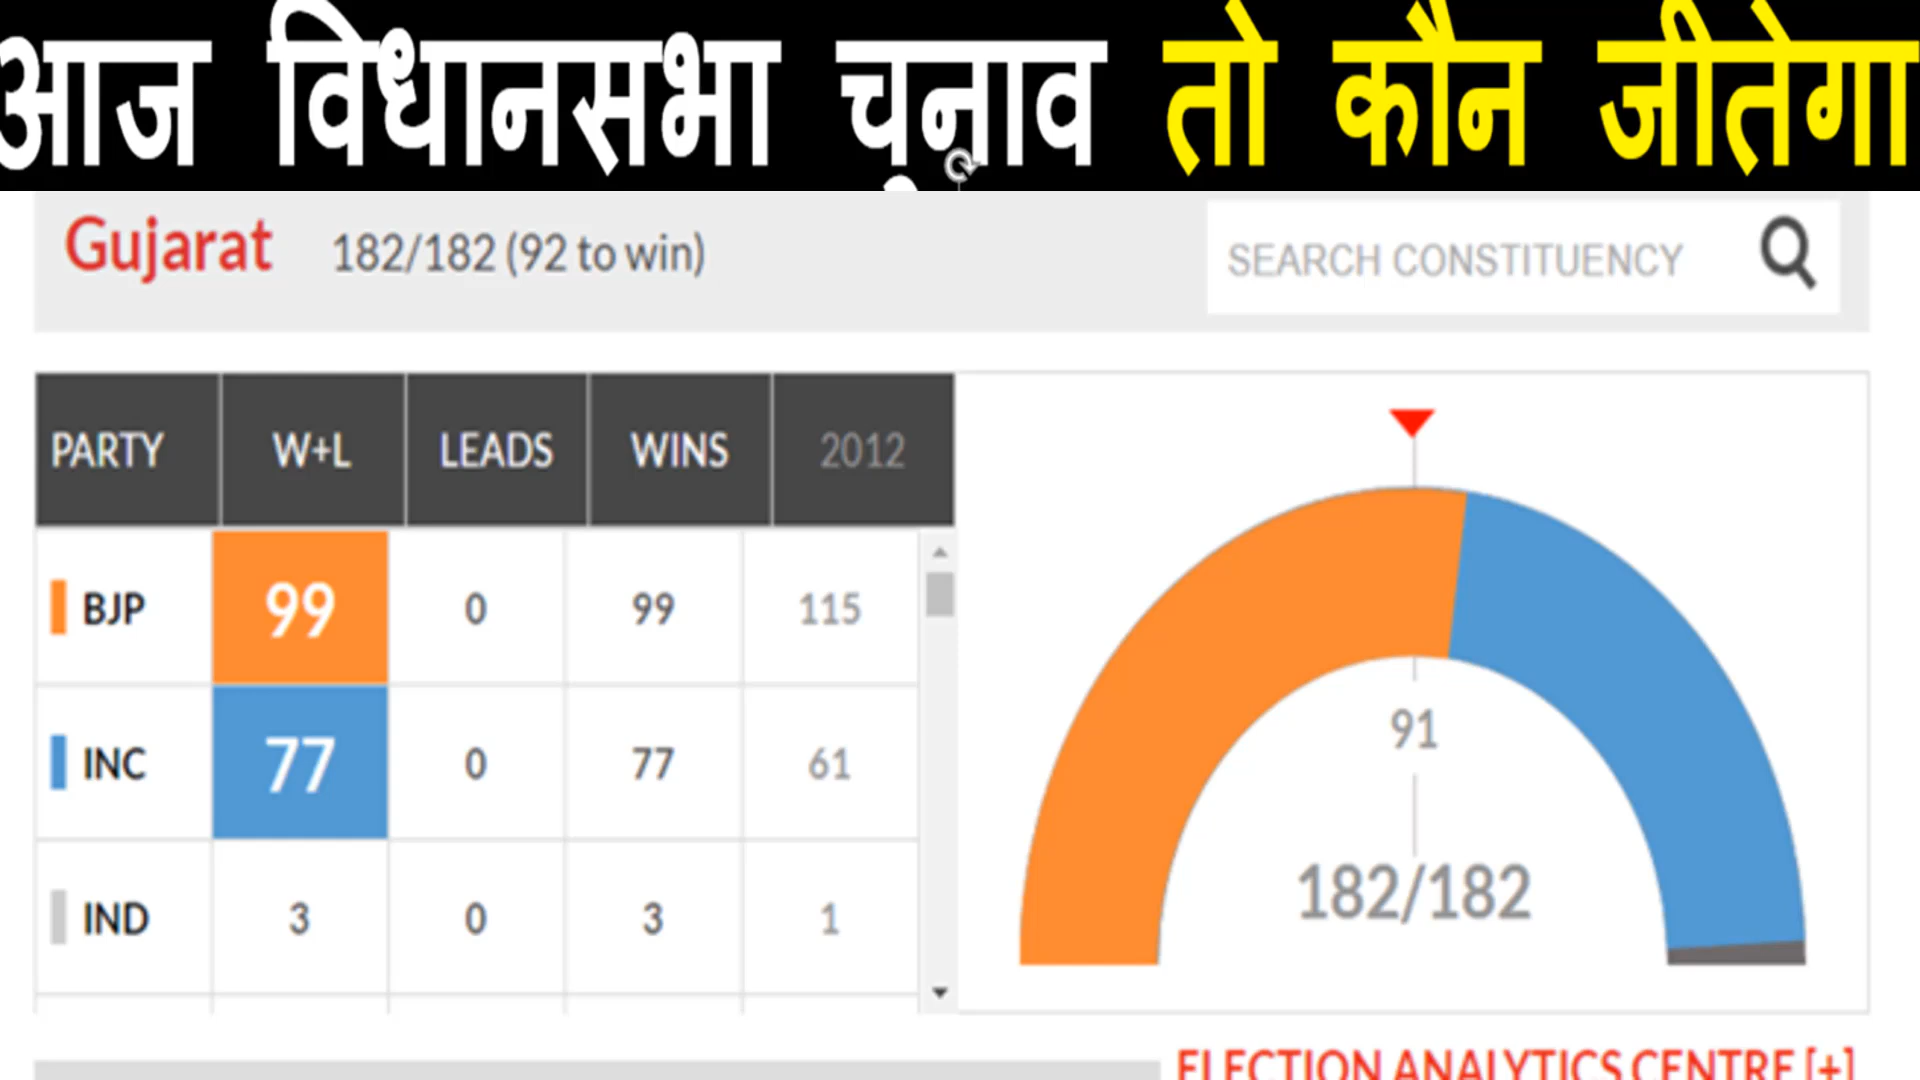 आज विधानसभा चुनाव तो कौन जीतेगा
Gujarat 182/182 (92 to win) SEARCH CONSTITUENCY
PARTY W+L LEADS WINS 2012
BJP 99 0 99 115
INC 77 0 77 61
IND 3 0 3 1
91
182/182
ELECTION ANALYTICS CENTRE [+]